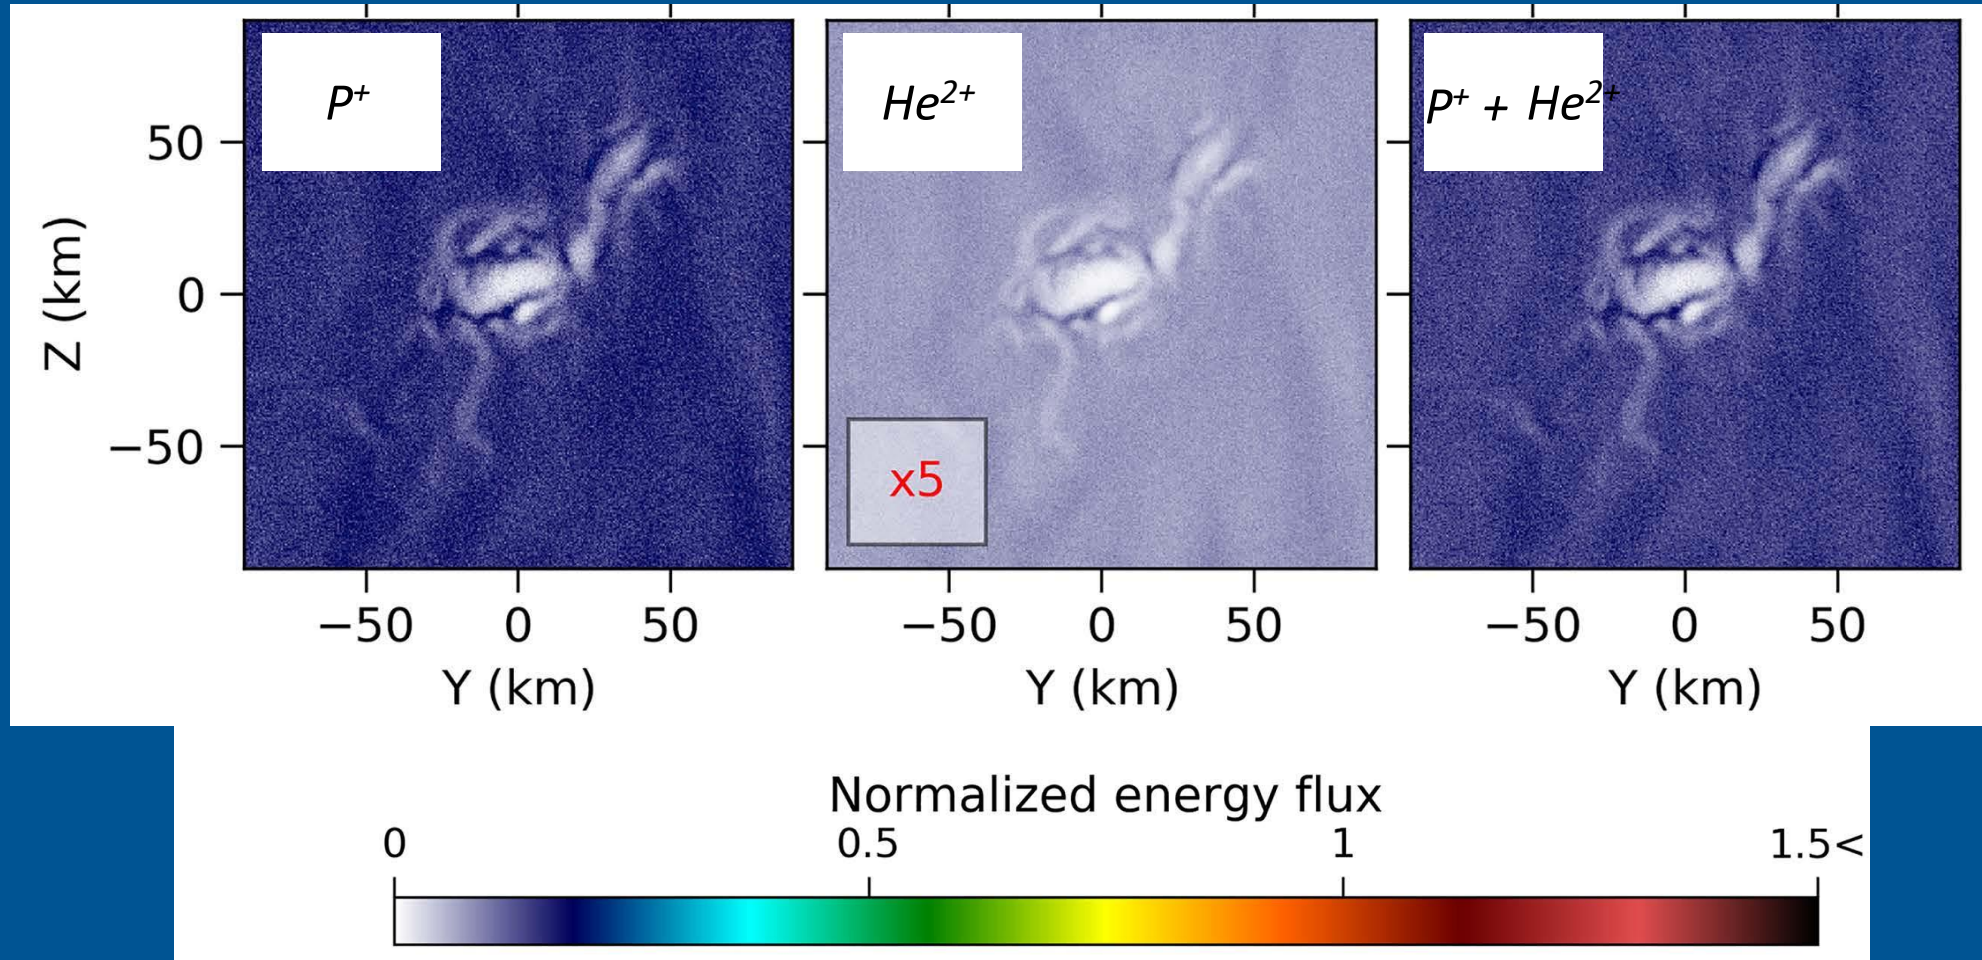 P⁺
He²⁺
P⁺ + He²⁺
50
0
−50
Z (km)
x5
−50 0 50
−50 0 50
−50 0 50
Y (km)
Y (km)
Y (km)
Normalized energy flux
0 0.5 1 1.5<